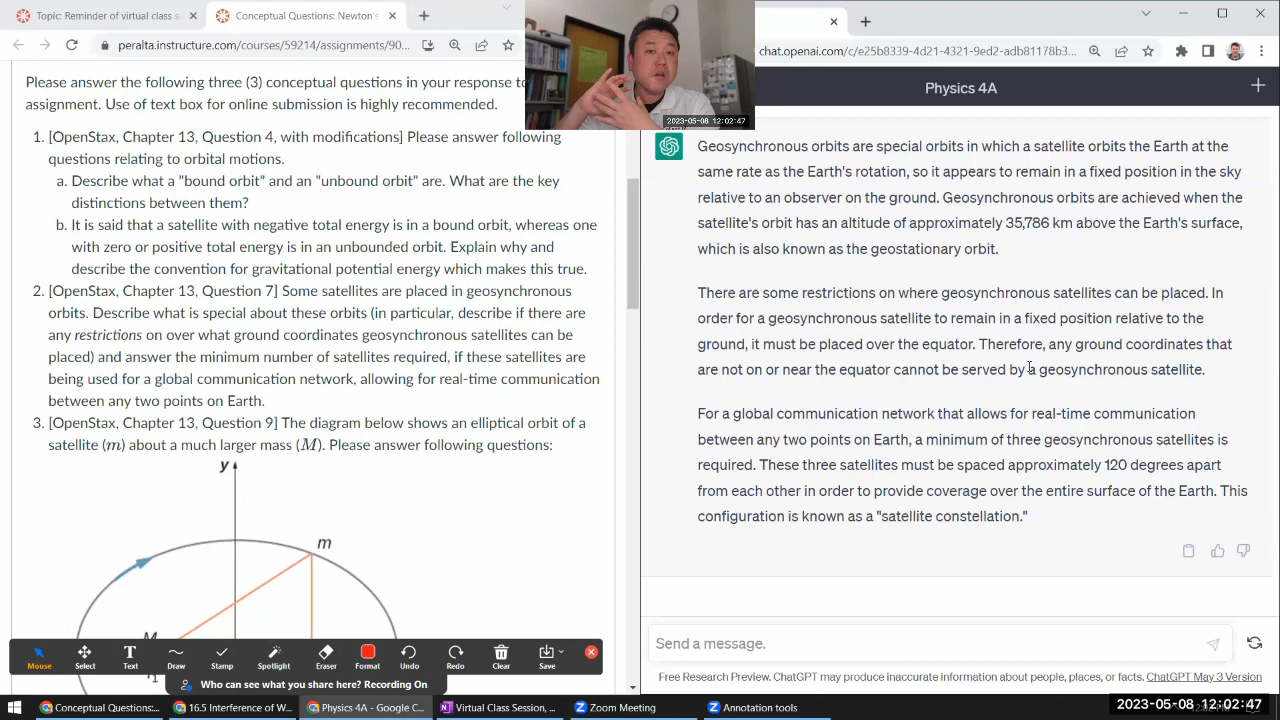 Topic: Reminder of virtual class s
Conceptual Questions: Newton's
peralta.instructure.com/courses/59214/assignments/90...
chat.openai.com/c/e25b8339-4d21-4321-9ed2-adb81178b3...
2023-05-08 12:02:47
Physics 4A
Please answer the following three (3) conceptual questions in your response to
assignment. Use of text box for online submission is highly recommended.
1. [OpenStax, Chapter 13, Question 4, with modifications] Please answer following
questions relating to orbital motions.
a. Describe what a "bound orbit" and an "unbound orbit" are. What are the key
distinctions between them?
b. It is said that a satellite with negative total energy is in a bound orbit, whereas one
with zero or positive total energy is in an unbounded orbit. Explain why and
describe the convention for gravitational potential energy which makes this true.
2. [OpenStax, Chapter 13, Question 7] Some satellites are placed in geosynchronous
orbits. Describe what is special about these orbits (in particular, describe if there are
any restrictions on over what ground coordinates geosynchronous satellites can be
placed) and answer the minimum number of satellites required, if these satellites are
being used for a global communication network, allowing for real-time communication
between any two points on Earth.
3. [OpenStax, Chapter 13, Question 9] The diagram below shows an elliptical orbit of a
satellite (m) about a much larger mass (M). Please answer following questions:
y
m
M
Geosynchronous orbits are special orbits in which a satellite orbits the Earth at the
same rate as the Earth's rotation, so it appears to remain in a fixed position in the sky
relative to an observer on the ground. Geosynchronous orbits are achieved when the
satellite's orbit has an altitude of approximately 35,786 km above the Earth's surface,
which is also known as the geostationary orbit.
There are some restrictions on where geosynchronous satellites can be placed. In
order for a geosynchronous satellite to remain in a fixed position relative to the
ground, it must be placed over the equator. Therefore, any ground coordinates that
are not on or near the equator cannot be served by a geosynchronous satellite.
For a global communication network that allows for real-time communication
between any two points on Earth, a minimum of three geosynchronous satellites is
required. These three satellites must be spaced approximately 120 degrees apart
from each other in order to provide coverage over the entire surface of the Earth. This
configuration is known as a "satellite constellation."
Send a message.
Free Research Preview. ChatGPT may produce inaccurate information about people, places, or facts. ChatGPT May 3 Version
Mouse
Select
Text
Draw
Stamp
Spotlight
Eraser
Format
Undo
Redo
Clear
Save
Who can see what you share here? Recording On
Conceptual Questions:...
16.5 Interference of W...
Physics 4A - Google C...
Virtual Class Session, ...
Zoom Meeting
Annotation tools
2023-05-08 12:02:47